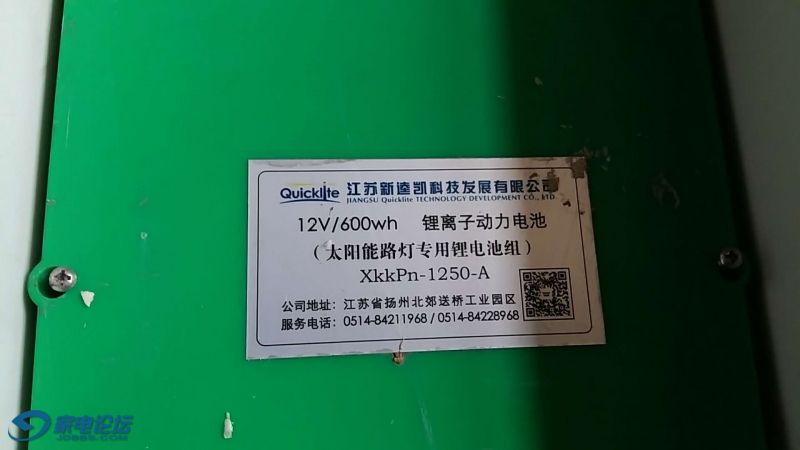 Quicklite 江苏新逵凯科技发展有限公司
JIANGSU Quicklite TECHNOLOGY DEVELOPMENT CO., LTD.
12V/600wh 锂离子动力电池
(太阳能路灯专用锂电池组)
XkkPn-1250-A
公司地址: 江苏省扬州北郊送桥工业园区
服务电话: 0514-84211968 / 0514-84228968
家电论坛
JDBBS.COM